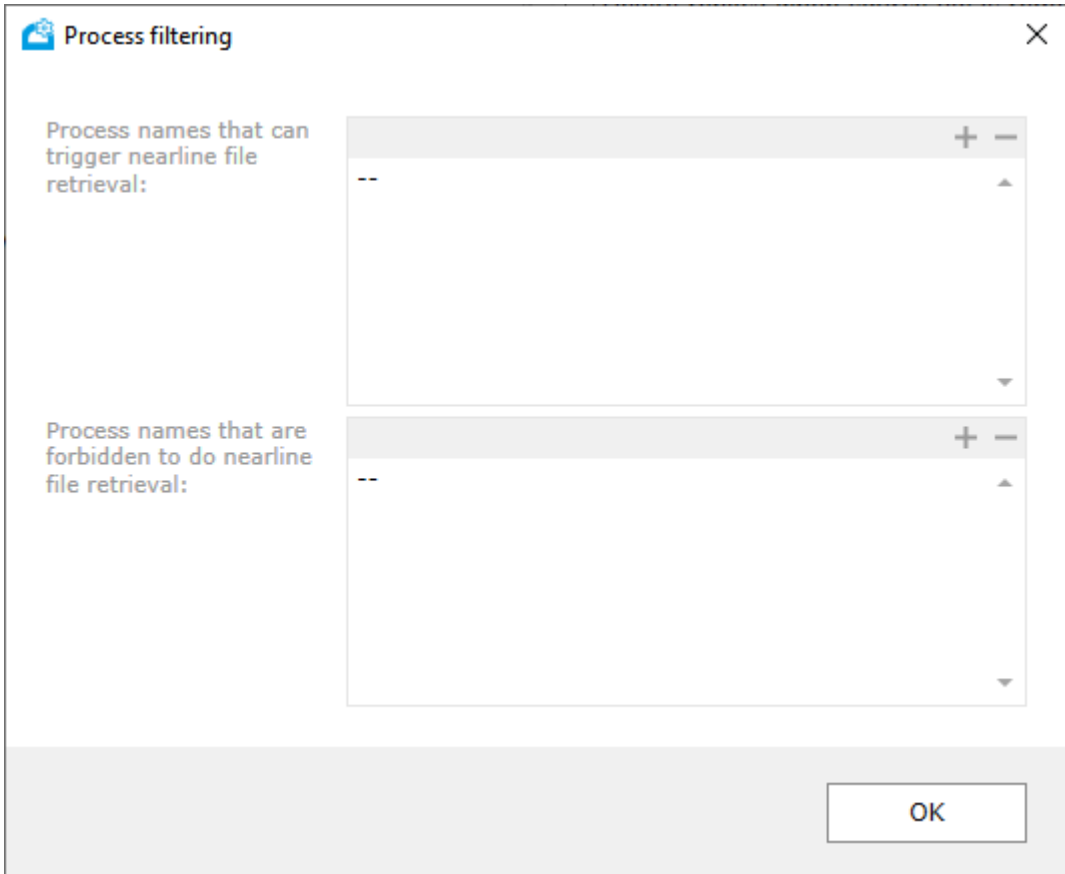 Process filtering
Process names that can
trigger nearline file
retrieval:
--
Process names that are
forbidden to do nearline
file retrieval:
--
OK